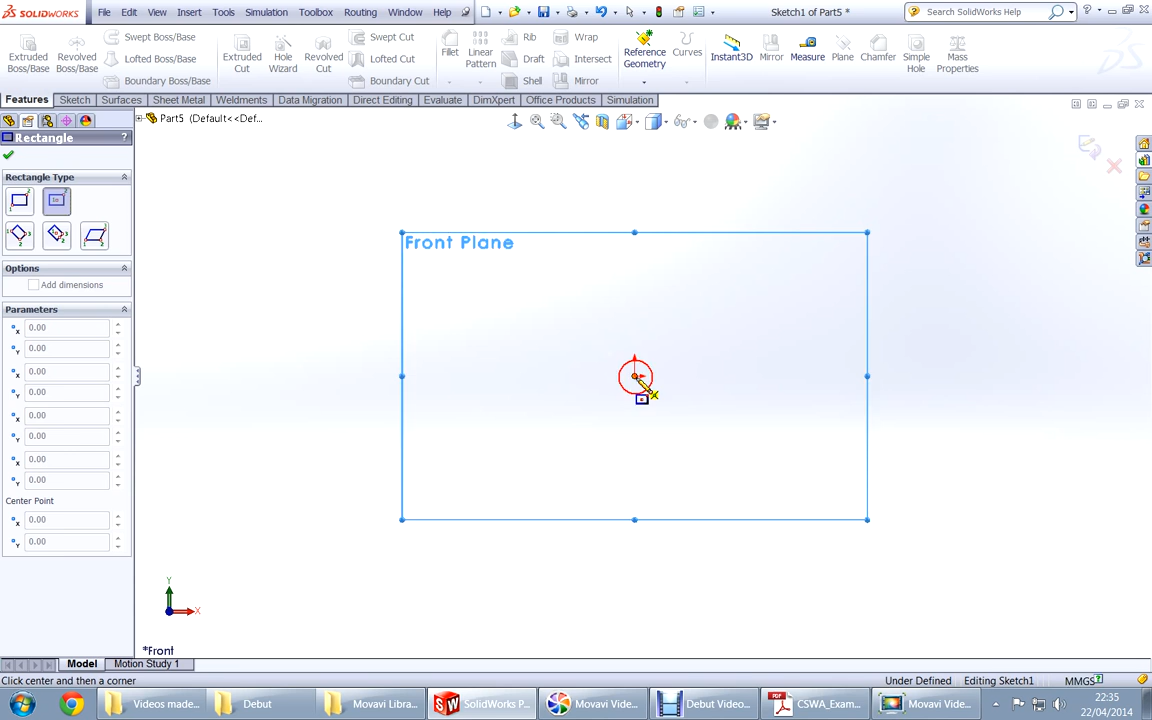 SOLIDWORKS File Edit View Insert Tools Simulation Toolbox Routing Window Help Sketch1 of Part5 * Search SolidWorks Help
Extruded Boss/Base
Revolved Boss/Base
Swept Boss/Base
Lofted Boss/Base
Boundary Boss/Base
Extruded Cut
Hole Wizard
Revolved Cut
Swept Cut
Lofted Cut
Boundary Cut
Fillet
Linear Pattern
Rib
Draft
Shell
Wrap
Intersect
Mirror
Reference Geometry
Curves
Instant3D
Mirror
Measure
Plane
Chamfer
Simple Hole
Mass Properties
Features Sketch Surfaces Sheet Metal Weldments Data Migration Direct Editing Evaluate DimXpert Office Products Simulation
Part5 (Default<<Def...
Rectangle ?
Rectangle Type
Options
Add dimensions
Parameters
0.00
0.00
0.00
0.00
0.00
0.00
0.00
0.00
Center Point
0.00
0.00
Front Plane
Y
X
*Front
Model Motion Study 1
Click center and then a corner Under Defined Editing Sketch1 MMGS
Videos made... Debut Movavi Libra... SolidWorks P... Movavi Vide... Debut Video... CSWA_Exam... Movavi Vide... 22:35
22/04/2014